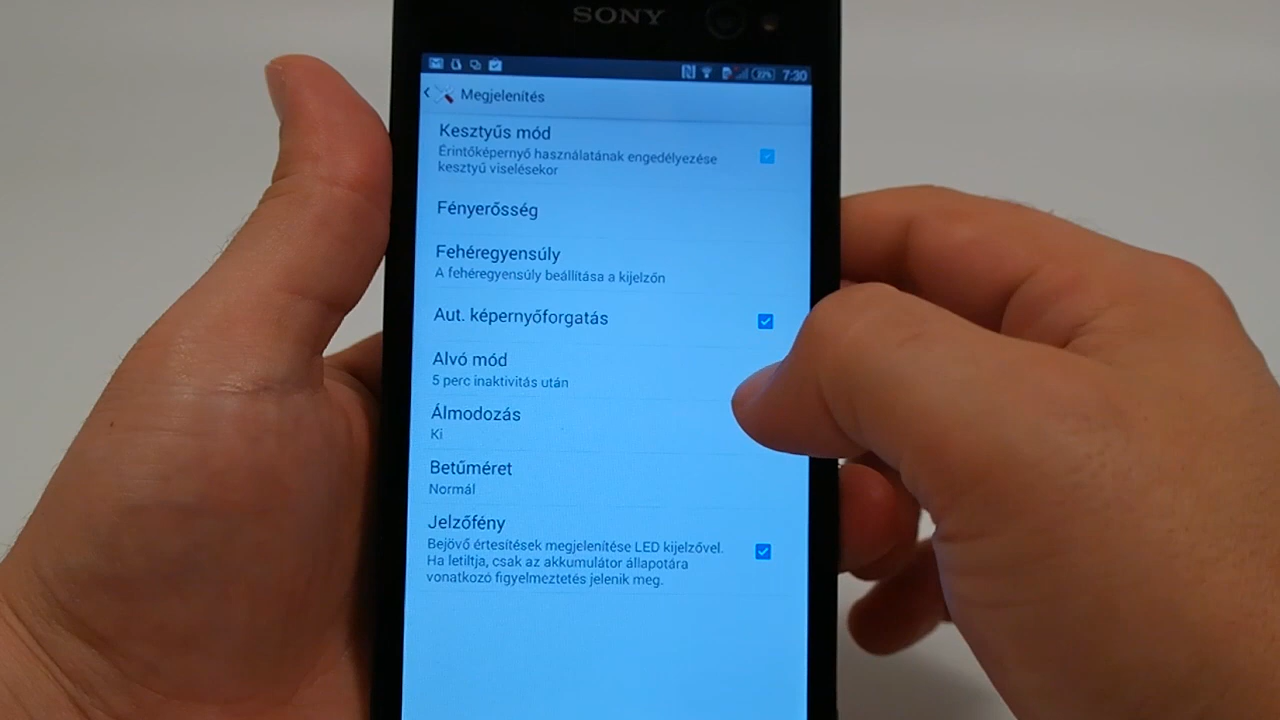 SONY
7:30
Megjelenítés
Kesztyűs mód
Érintőképernyő használatának engedélyezése
kesztyű viselésekor
Fényerősség
Fehéregyensúly
A fehéregyensúly beállítása a kijelzőn
Aut. képernyőforgatás
Alvó mód
5 perc inaktivitás után
Álmodozás
Ki
Betűméret
Normál
Jelzőfény
Bejövő értesítések megjelenítése LED kijelzővel.
Ha letiltja, csak az akkumulátor állapotára
vonatkozó figyelmeztetés jelenik meg.